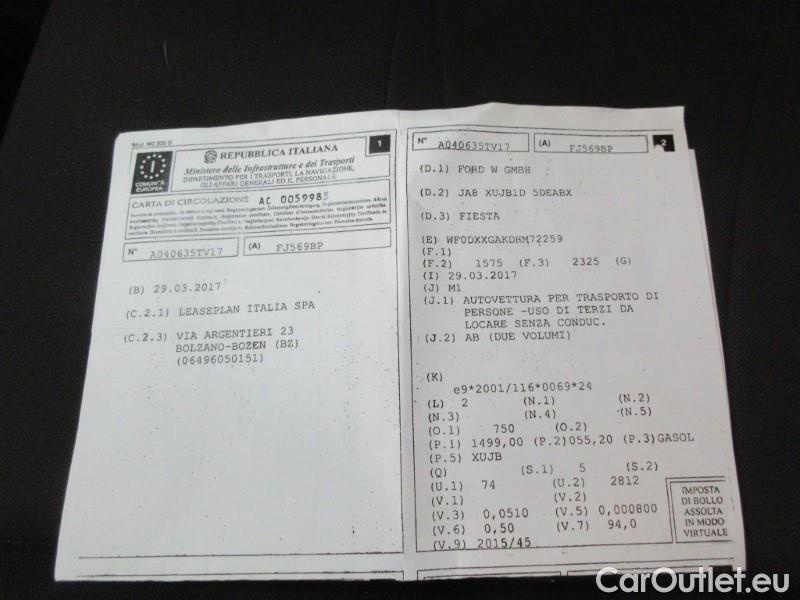 Mod. MC 820 D
1
REPUBBLICA ITALIANA
Ministero delle Infrastrutture e dei Trasporti
DIPARTIMENTO PER I TRASPORTI, LA NAVIGAZIONE,
GLI AFFARI GENERALI ED IL PERSONALE
I
COMUNITÀ
EUROPEA
CARTA DI CIRCOLAZIONE AC 0059983
N° A040635TV17 (A) FJ569BP
(B) 29.03.2017
(C.2.1) LEASEPLAN ITALIA SPA
(C.2.3) VIA ARGENTIERI 23
BOLZANO-BOZEN (BZ)
(06496050151)
N° A040635TV17 (A) FJ569BP 2
(D.1) FORD W GMBH
(D.2) JA8 XUJB1D 5DEABX
(D.3) FIESTA
(E) WF0DXXGAKDHM72259
(F.1)
(F.2) 1575 (F.3) 2325 (G)
(I) 29.03.2017
(J) M1
(J.1) AUTOVETTURA PER TRASPORTO DI
PERSONE -USO DI TERZI DA
LOCARE SENZA CONDUC.
(J.2) AB (DUE VOLUMI)
(K)
e9*2001/116*0069*24
(L) 2 (N.1) (N.2)
(N.3) (N.4) (N.5)
(O.1) 750 (O.2)
(P.1) 1499,00 (P.2)055,20 (P.3)GASOL
(P.5) XUJB
(Q) (S.1) 5 (S.2)
(U.1) 74 (U.2) 2812
(V.1) (V.2)
(V.3) 0,0510 (V.5) 0,000800
(V.6) 0,50 (V.7) 94,0
(V.9) 2015/45
IMPOSTA
DI BOLLO
ASSOLTA
IN MODO
VIRTUALE
CarOutlet.eu